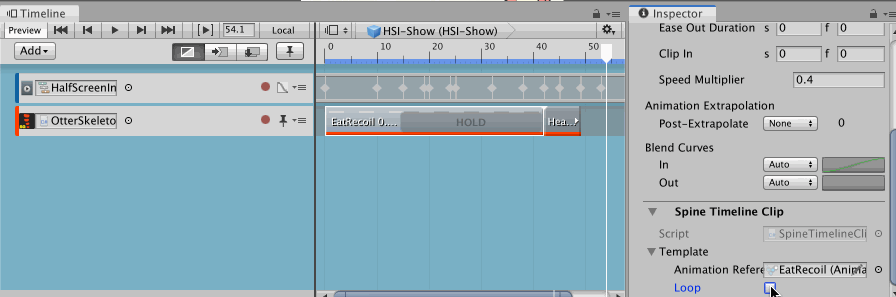 Timeline
Preview
54.1
Local
HSI-Show (HSI-Show)
Add
0 10 20 30 40 50
HalfScreenIn
OtterSkeleto
EatRecoil 0....
HOLD
Hea...
Inspector
Ease Out Duration s 0 f 0
Clip In s 0 f 0
Speed Multiplier 0.4
Animation Extrapolation
Post-Extrapolate None 0
Blend Curves
In Auto
Out Auto
Spine Timeline Clip
Script SpineTimelineCli
Template
Animation Refere EatRecoil (Anima
Loop